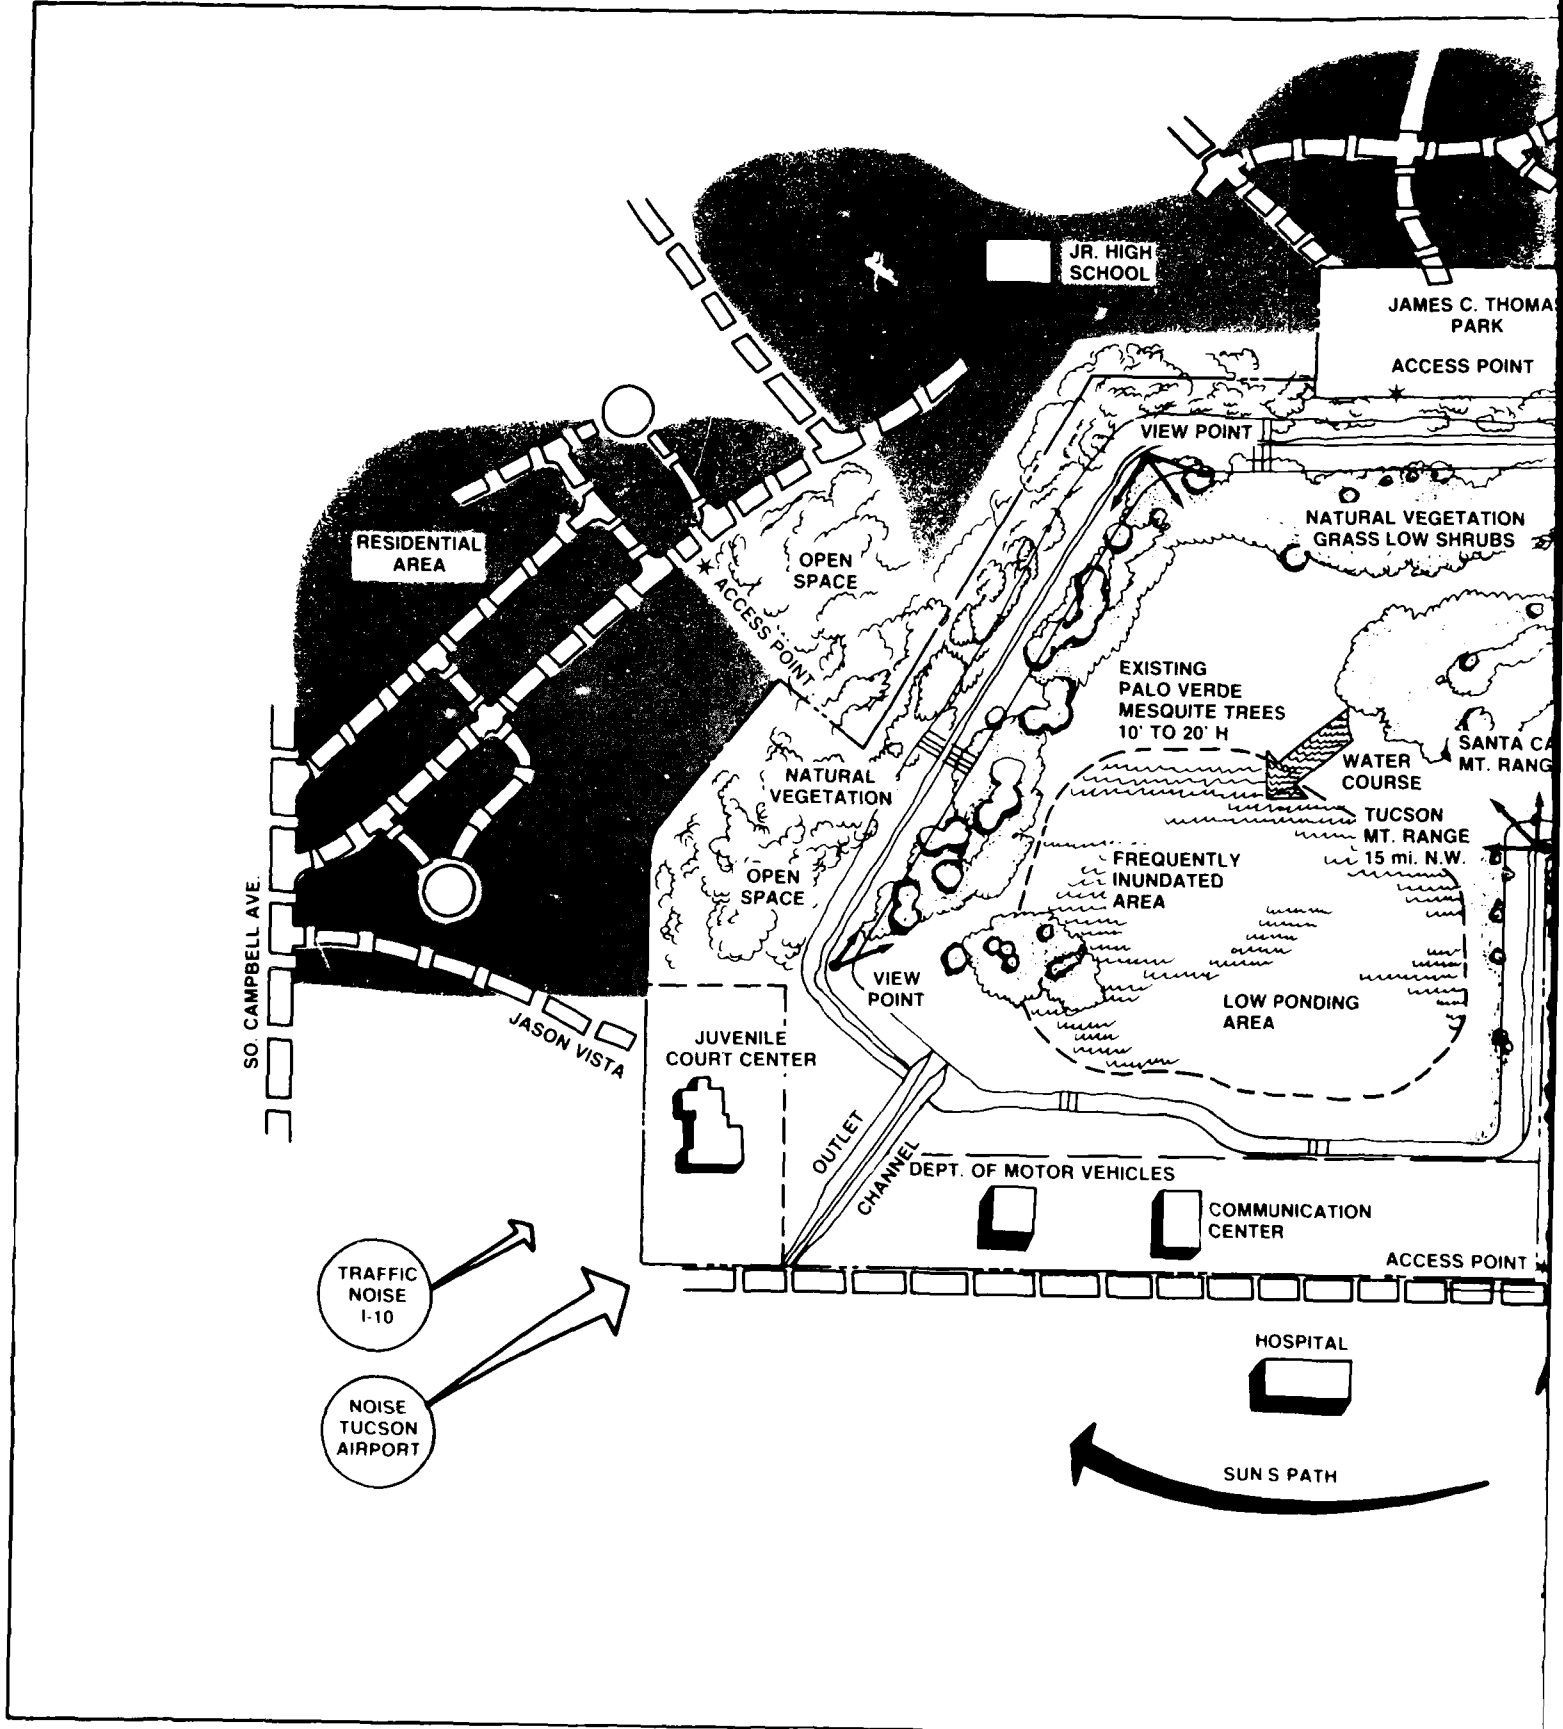 JR. HIGH
SCHOOL
JAMES C. THOMA
PARK
ACCESS POINT
VIEW POINT
NATURAL VEGETATION
GRASS LOW SHRUBS
RESIDENTIAL
AREA
OPEN
SPACE
ACCESS POINT
EXISTING
PALO VERDE
MESQUITE TREES
10' TO 20' H
SANTA CA
MT. RANG
WATER
COURSE
NATURAL
VEGETATION
TUCSON
MT. RANGE
15 mi. N.W.
FREQUENTLY
INUNDATED
AREA
OPEN
SPACE
SO. CAMPBELL AVE.
VIEW
POINT
LOW PONDING
AREA
JASON VISTA
JUVENILE
COURT CENTER
OUTLET
CHANNEL
DEPT. OF MOTOR VEHICLES
COMMUNICATION
CENTER
ACCESS POINT
TRAFFIC
NOISE
I-10
HOSPITAL
NOISE
TUCSON
AIRPORT
SUN S PATH